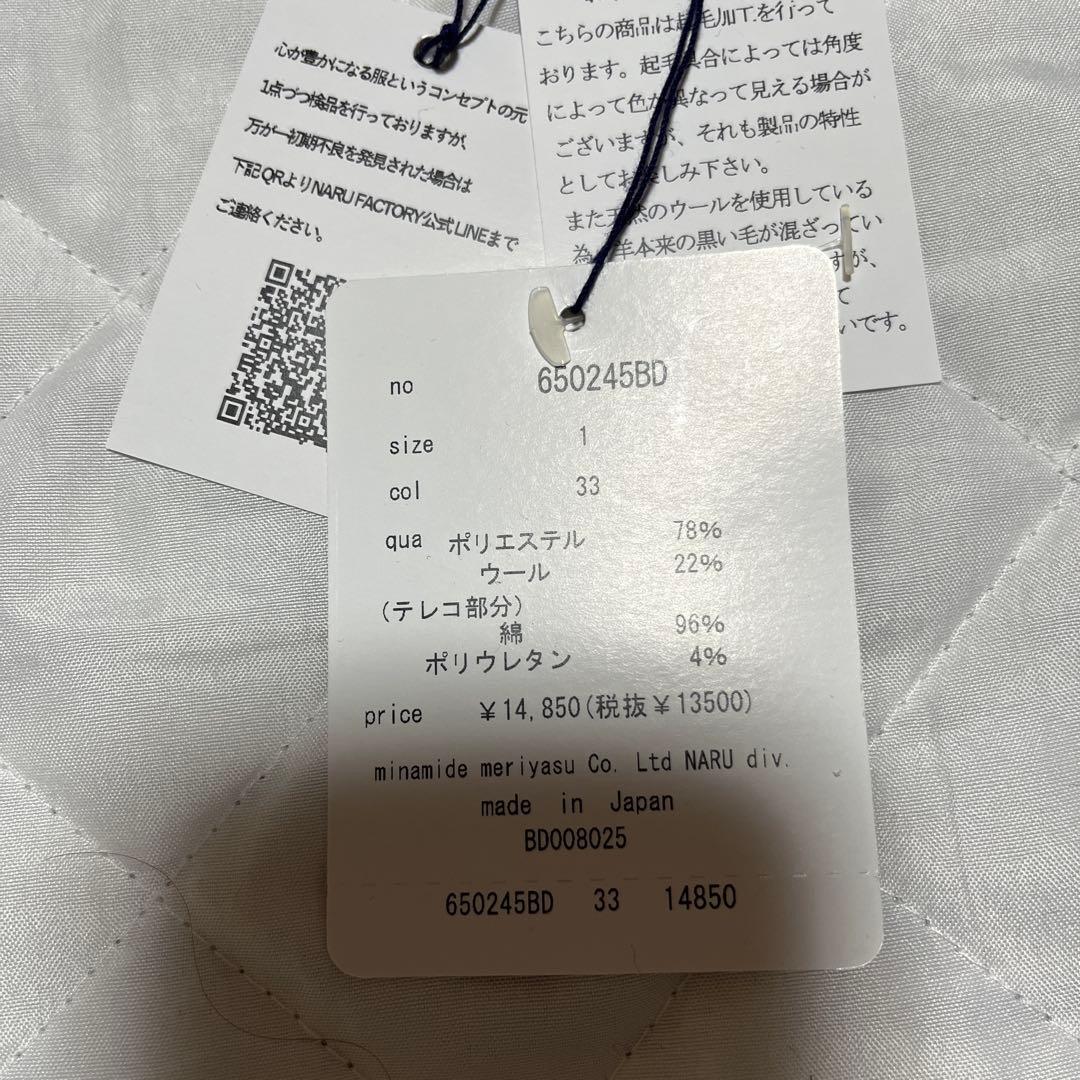 心が豊かになる服というコンセプトの元
1点づつ検品を行っておりますが、
万が一初期不良を発見された場合は
下記QRよりNARU FACTORY公式LINEまで
ご連絡ください。
こちらの商品は起毛加工を行って
おります。起毛具合によっては角度
によって色が異なって見える場合が
ございますが、それも製品の特性
としてお楽しみ下さい。
また天然のウールを使用している
為 羊本来の黒い毛が混ざってい
すが、
て
いです。
no 650245BD
size 1
col 33
qua ポリエステル 78%
ウール 22%
(テレコ部分)
綿 96%
ポリウレタン 4%
price ¥14,850(税抜¥13500)
minamide meriyasu Co. Ltd NARU div.
made in Japan
BD008025
650245BD 33 14850